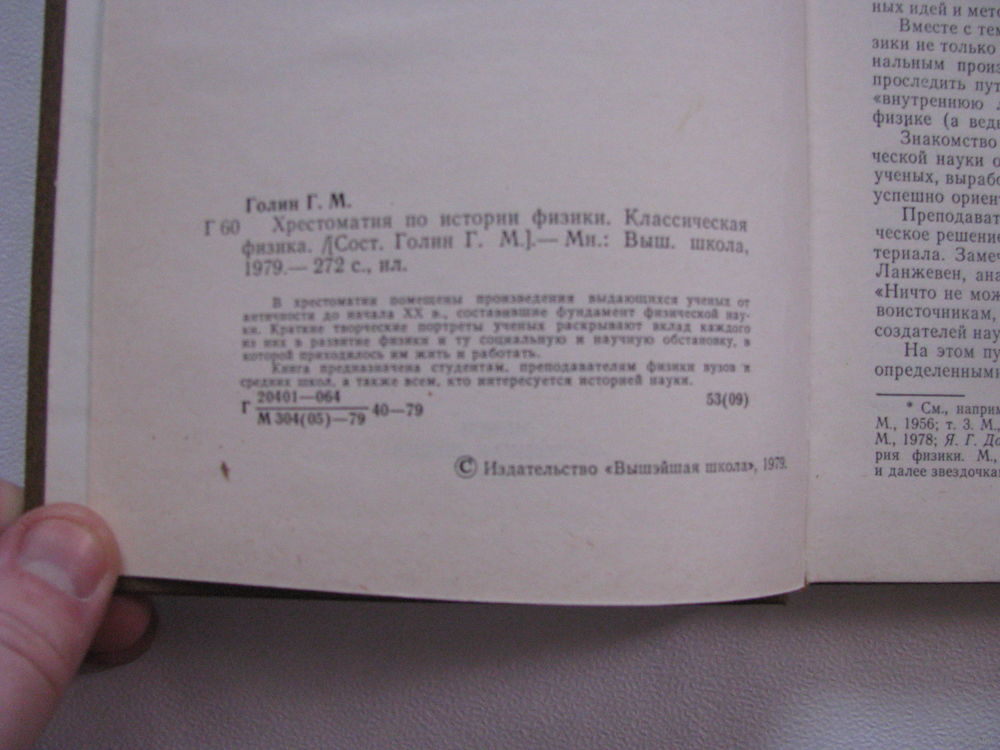 Голин Г. М.
Г 60 Хрестоматия по истории физики. Классическая
физика. /[Сост. Голин Г. М.].— Мн.: Выш. школа,
1979.— 272 с., ил.
В хрестоматии помещены произведения выдающихся ученых от
античности до начала XX в., составившие фундамент физической нау-
ки. Краткие творческие портреты ученых раскрывают вклад каждого
из них в развитие физики и ту социальную и научную обстановку, в
которой приходилось им жить и работать.
Книга предназначена студентам, преподавателям физики вузов и
средних школ, а также всем, кто интересуется историей науки.
20401—064
Г 40—79 53(09)
М 304(05)—79
© Издательство «Вышэйшая школа», 1979.
ных идей и мето
Вместе с тем
зики не только
нальным произ
проследить пут
«внутреннюю
физике (а ведь
Знакомство
ческой науки о
ученых, вырабо
успешно ориент
Преподават
ческое решение
териала. Замеч
Ланжевен, ана
«Ничто не мож
воисточникам,
создателей нау
На этом пу
определенными
* См., наприм
М., 1956; т. 3. М.,
М., 1978; Я. Г. До
рия физики. М.,
и далее звездочка